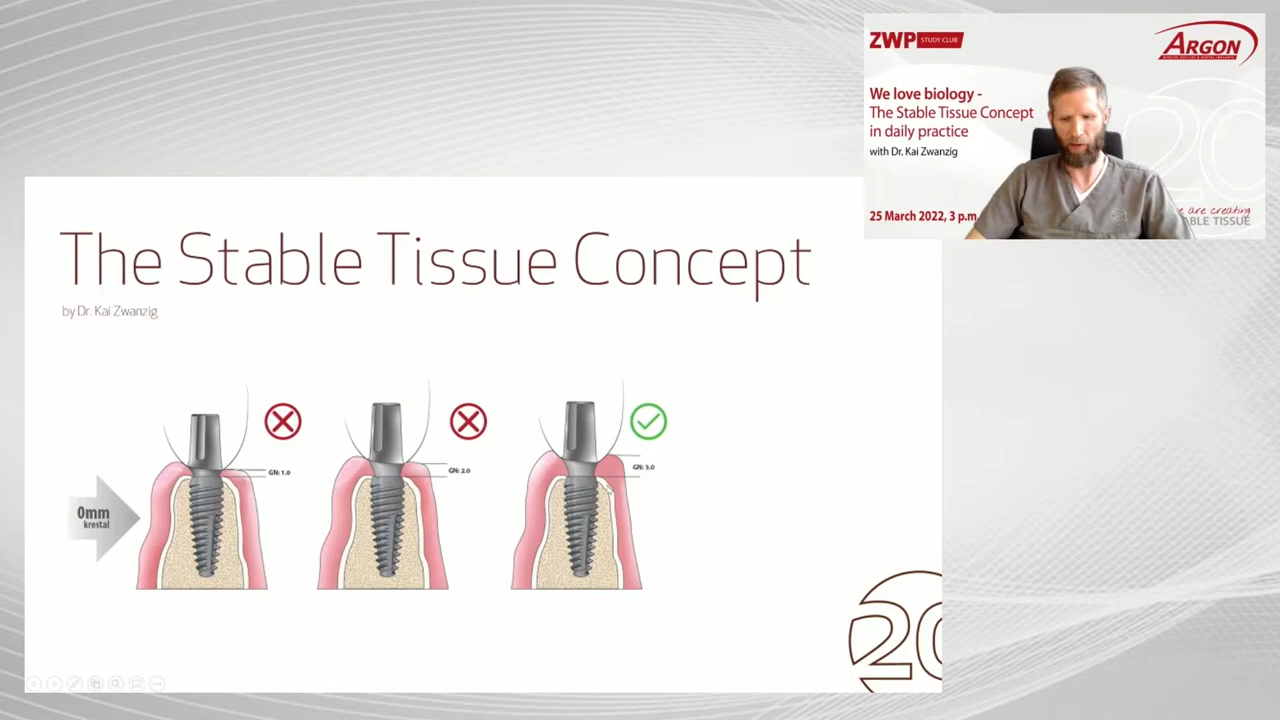 ZWP STUDY CLUB
ARGON
We love biology -
The Stable Tissue Concept
in daily practice
with Dr. Kai Zwanzig
25 March 2022, 3 p.m.
are creating
ABLE TISSUE
20
The Stable Tissue Concept
by Dr. Kai Zwanzig
0mm
krestal
GN: 1.0
GN: 2.0
GN: 3.0
20